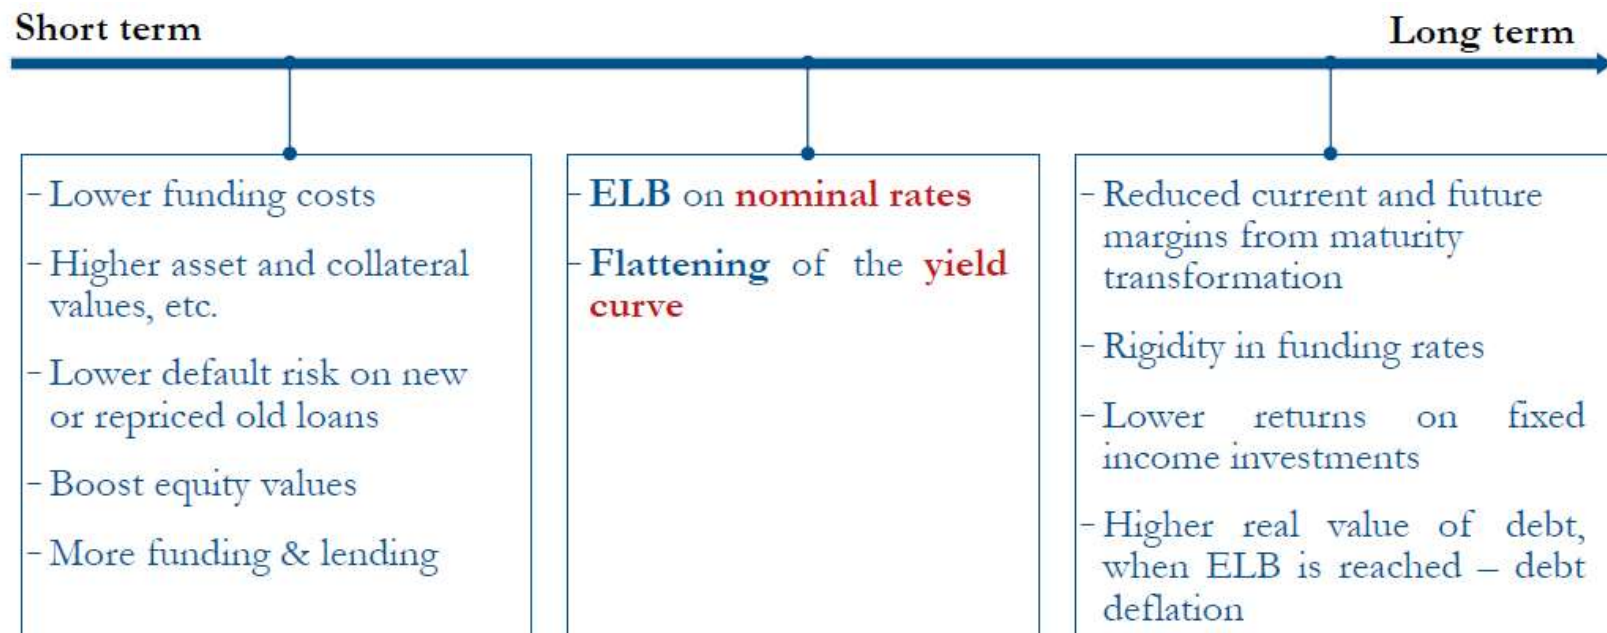 Short term
Long term
- Lower funding costs
- Higher asset and collateral
values, etc.
- Lower default risk on new
or repriced old loans
- Boost equity values
- More funding & lending
- ELB on nominal rates
- Flattening of the yield
curve
- Reduced current and future
margins from maturity
transformation
- Rigidity in funding rates
- Lower returns on fixed
income investments
- Higher real value of debt,
when ELB is reached – debt
deflation